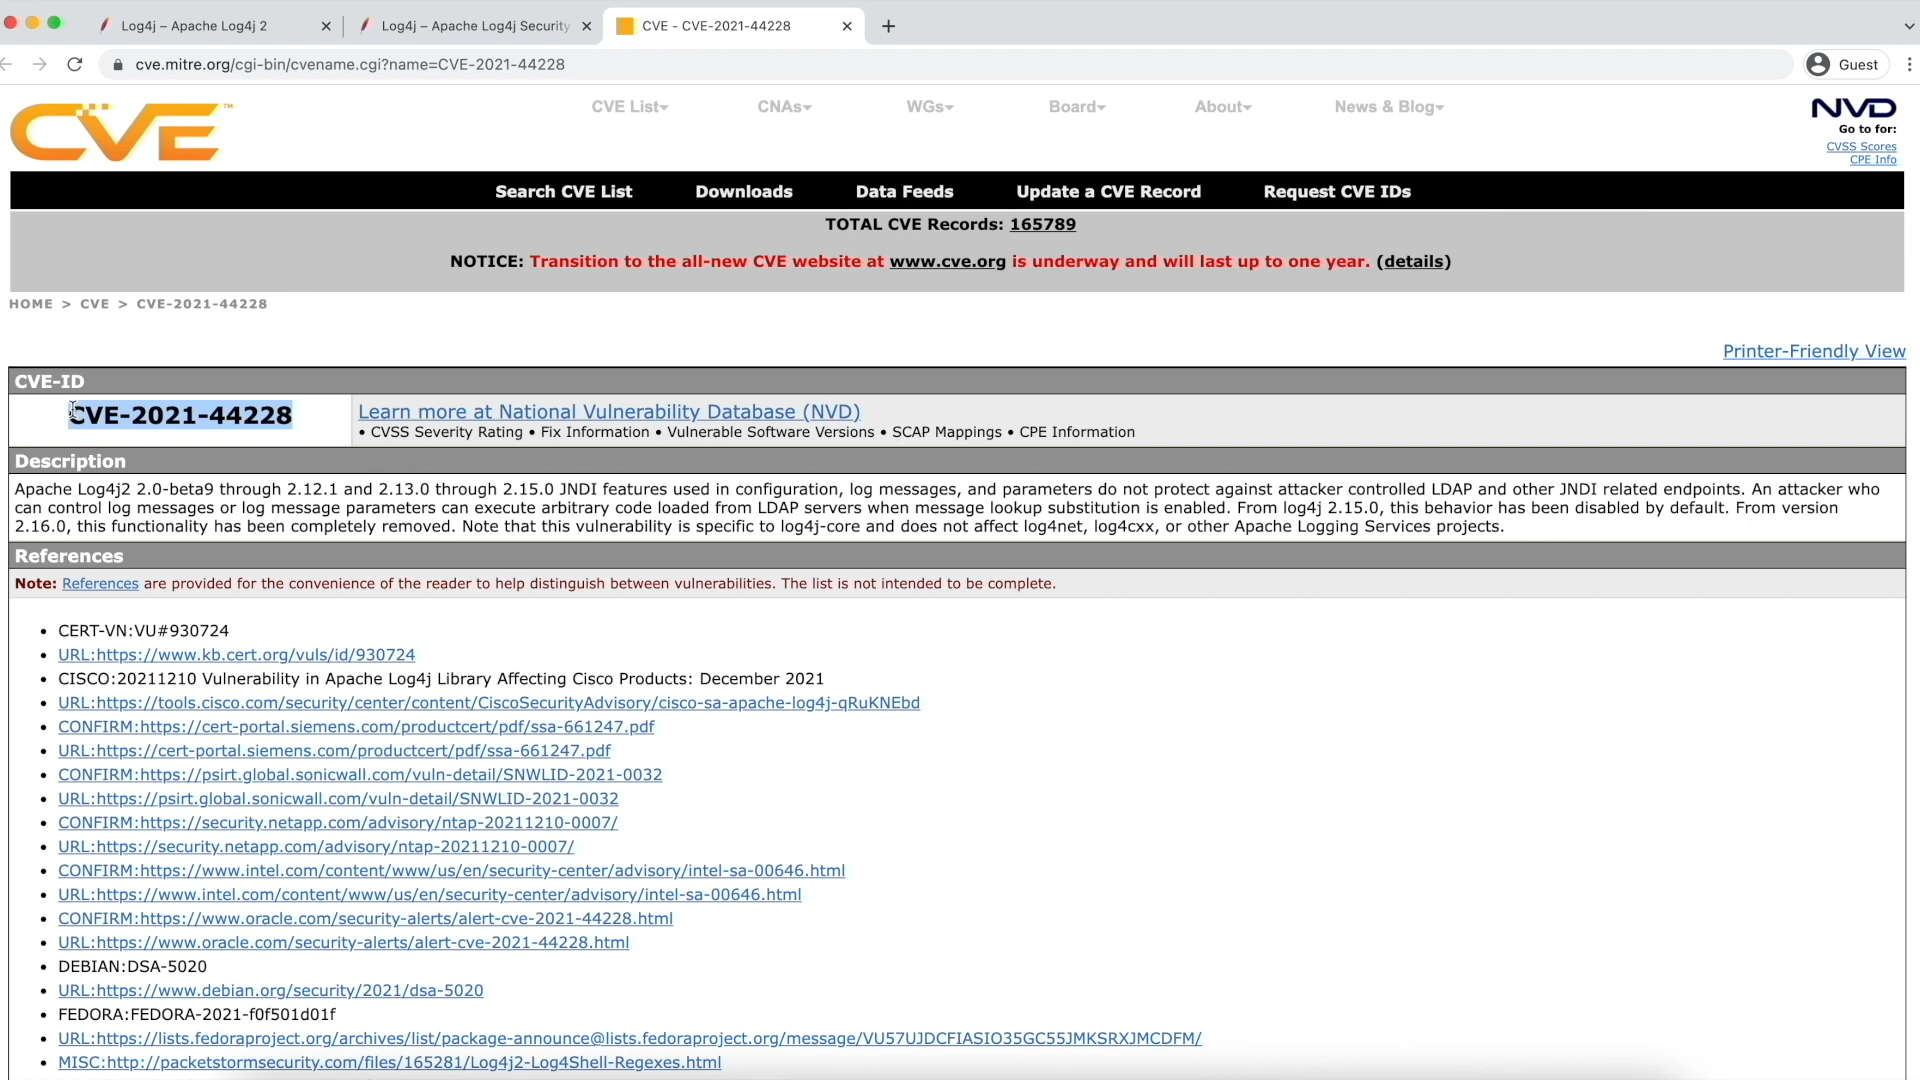 Log4j – Apache Log4j 2
Log4j – Apache Log4j Security
CVE - CVE-2021-44228
cve.mitre.org/cgi-bin/cvename.cgi?name=CVE-2021-44228
Guest
CVE™
CVE List
CNAs
WGs
Board
About
News & Blog
NVD
Go to for:
CVSS Scores
CPE Info
Search CVE List
Downloads
Data Feeds
Update a CVE Record
Request CVE IDs
TOTAL CVE Records: 165789
NOTICE: Transition to the all-new CVE website at www.cve.org is underway and will last up to one year. (details)
HOME > CVE > CVE-2021-44228
Printer-Friendly View
CVE-ID
CVE-2021-44228
Learn more at National Vulnerability Database (NVD)
• CVSS Severity Rating • Fix Information • Vulnerable Software Versions • SCAP Mappings • CPE Information
Description
Apache Log4j2 2.0-beta9 through 2.12.1 and 2.13.0 through 2.15.0 JNDI features used in configuration, log messages, and parameters do not protect against attacker controlled LDAP and other JNDI related endpoints. An attacker who
can control log messages or log message parameters can execute arbitrary code loaded from LDAP servers when message lookup substitution is enabled. From log4j 2.15.0, this behavior has been disabled by default. From version
2.16.0, this functionality has been completely removed. Note that this vulnerability is specific to log4j-core and does not affect log4net, log4cxx, or other Apache Logging Services projects.
References
Note: References are provided for the convenience of the reader to help distinguish between vulnerabilities. The list is not intended to be complete.
• CERT-VN:VU#930724
• URL:https://www.kb.cert.org/vuls/id/930724
• CISCO:20211210 Vulnerability in Apache Log4j Library Affecting Cisco Products: December 2021
• URL:https://tools.cisco.com/security/center/content/CiscoSecurityAdvisory/cisco-sa-apache-log4j-qRuKNEbd
• CONFIRM:https://cert-portal.siemens.com/productcert/pdf/ssa-661247.pdf
• URL:https://cert-portal.siemens.com/productcert/pdf/ssa-661247.pdf
• CONFIRM:https://psirt.global.sonicwall.com/vuln-detail/SNWLID-2021-0032
• URL:https://psirt.global.sonicwall.com/vuln-detail/SNWLID-2021-0032
• CONFIRM:https://security.netapp.com/advisory/ntap-20211210-0007/
• URL:https://security.netapp.com/advisory/ntap-20211210-0007/
• CONFIRM:https://www.intel.com/content/www/us/en/security-center/advisory/intel-sa-00646.html
• URL:https://www.intel.com/content/www/us/en/security-center/advisory/intel-sa-00646.html
• CONFIRM:https://www.oracle.com/security-alerts/alert-cve-2021-44228.html
• URL:https://www.oracle.com/security-alerts/alert-cve-2021-44228.html
• DEBIAN:DSA-5020
• URL:https://www.debian.org/security/2021/dsa-5020
• FEDORA:FEDORA-2021-f0f501d01f
• URL:https://lists.fedoraproject.org/archives/list/package-announce@lists.fedoraproject.org/message/VU57UJDCFIASIO35GC55JMKSRXJMCDFM/
• MISC:http://packetstormsecurity.com/files/165281/Log4j2-Log4Shell-Regexes.html